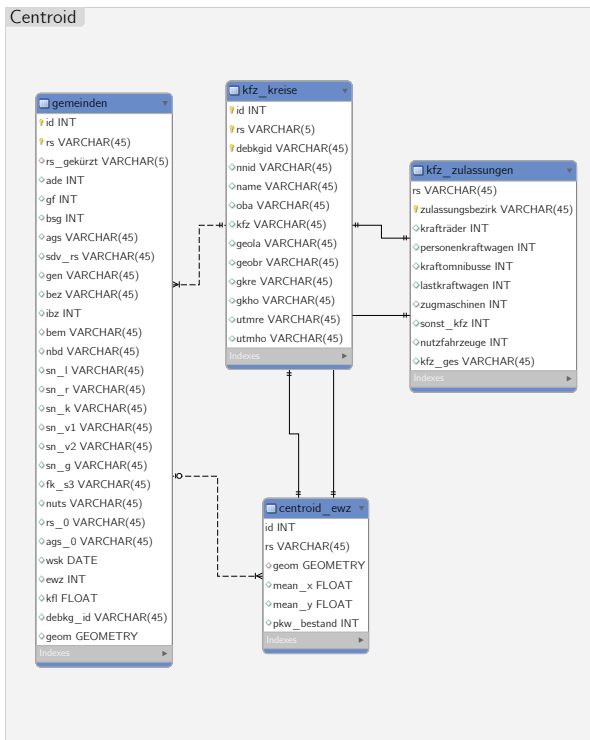 Centroid
gemeinden
id INT
rs VARCHAR(45)
rs_gekürzt VARCHAR(5)
ade INT
gf INT
bsg INT
ags VARCHAR(45)
sdv_rs VARCHAR(45)
gen VARCHAR(45)
bez VARCHAR(45)
ibz INT
bem VARCHAR(45)
nbd VARCHAR(45)
sn_l VARCHAR(45)
sn_r VARCHAR(45)
sn_k VARCHAR(45)
sn_v1 VARCHAR(45)
sn_v2 VARCHAR(45)
sn_g VARCHAR(45)
fk_s3 VARCHAR(45)
nuts VARCHAR(45)
rs_0 VARCHAR(45)
ags_0 VARCHAR(45)
wsk DATE
ewz INT
kfl FLOAT
debkg_id VARCHAR(45)
geom GEOMETRY
Indexes
kfz_kreise
id INT
rs VARCHAR(5)
debkgid VARCHAR(45)
nnid VARCHAR(45)
name VARCHAR(45)
oba VARCHAR(45)
kfz VARCHAR(45)
geola VARCHAR(45)
geobr VARCHAR(45)
gkre VARCHAR(45)
gkho VARCHAR(45)
utmre VARCHAR(45)
utmho VARCHAR(45)
Indexes
kfz_zulassungen
rs VARCHAR(45)
zulassungsbezirk VARCHAR(45)
krafträder INT
personenkraftwagen INT
kraftomnibusse INT
lastkraftwagen INT
zugmaschinen INT
sonst_kfz INT
nutzfahrzeuge INT
kfz_ges VARCHAR(45)
Indexes
centroid_ewz
id INT
rs VARCHAR(45)
geom GEOMETRY
mean_x FLOAT
mean_y FLOAT
pkw_bestand INT
Indexes